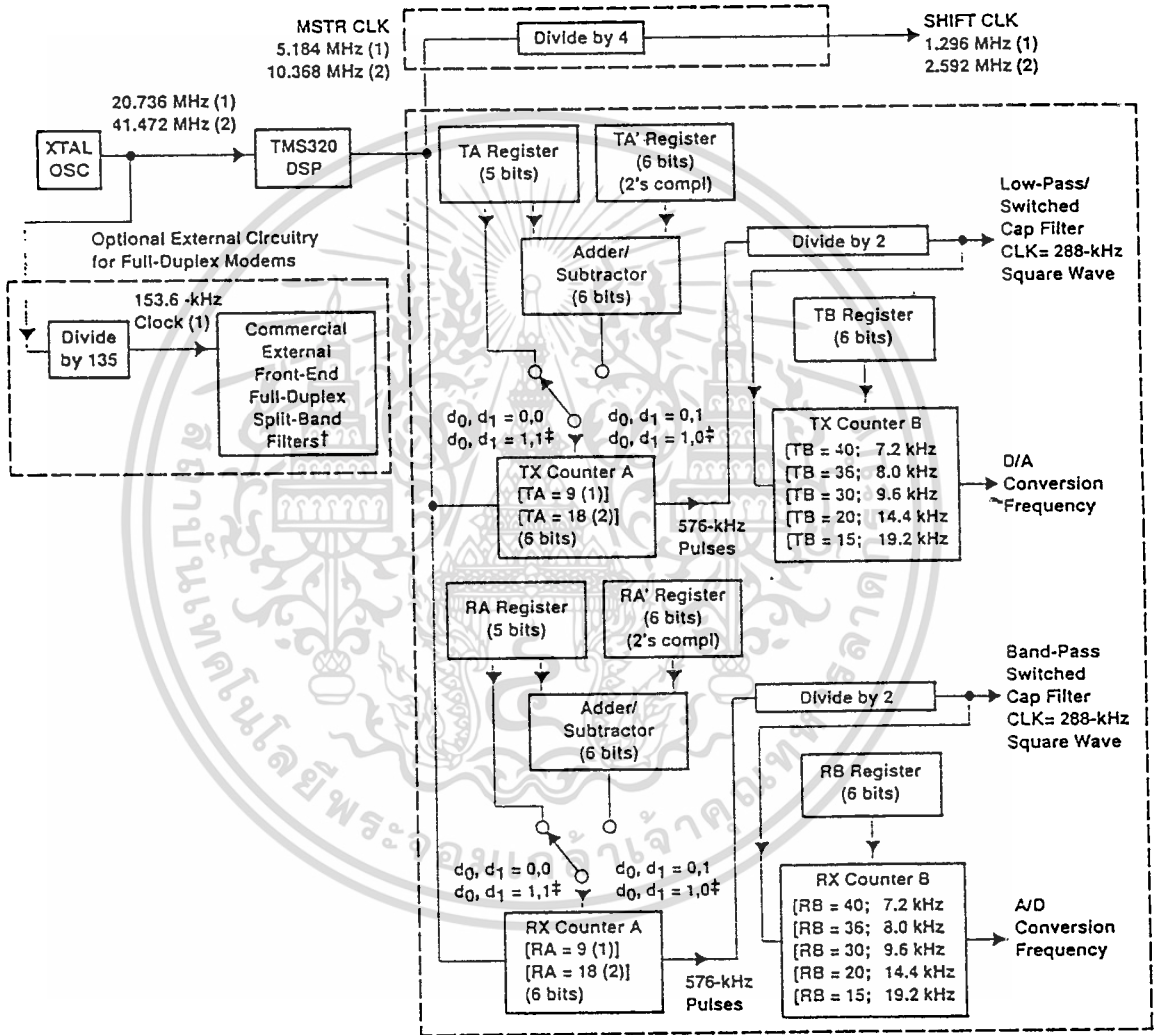 MSTR CLK
5.184 MHz (1)
10.368 MHz (2)
Divide by 4
SHIFT CLK
1.296 MHz (1)
2.592 MHz (2)
20.736 MHz (1)
41.472 MHz (2)
XTAL
OSC
TMS320
DSP
Optional External Circuitry
for Full-Duplex Modems
153.6 -kHz
Clock (1)
Divide
by 135
Commercial
External
Front-End
Full-Duplex
Split-Band
Filters†
TA Register
(5 bits)
TA' Register
(6 bits)
(2's compl)
Adder/
Subtractor
(6 bits)
d0, d1 = 0,0
d0, d1 = 1,1‡
d0, d1 = 0,1
d0, d1 = 1,0‡
TX Counter A
[TA = 9 (1)]
[TA = 18 (2)]
(6 bits)
576-kHz
Pulses
Divide by 2
Low-Pass/
Switched
Cap Filter
CLK= 288-kHz
Square Wave
TB Register
(6 bits)
TX Counter B
[TB = 40; 7.2 kHz
[TB = 36; 8.0 kHz
[TB = 30; 9.6 kHz
[TB = 20; 14.4 kHz
[TB = 15; 19.2 kHz
D/A
Conversion
Frequency
RA Register
(5 bits)
RA' Register
(6 bits)
(2's compl)
Adder/
Subtractor
(6 bits)
d0, d1 = 0,0
d0, d1 = 1,1‡
d0, d1 = 0,1
d0, d1 = 1,0‡
RX Counter A
[RA = 9 (1)]
[RA = 18 (2)]
(6 bits)
576-kHz
Pulses
Divide by 2
Band-Pass
Switched
Cap Filter
CLK= 288-kHz
Square Wave
RB Register
(6 bits)
RX Counter B
[RB = 40; 7.2 kHz
[RB = 36; 8.0 kHz
[RB = 30; 9.6 kHz
[RB = 20; 14.4 kHz
[RB = 15; 19.2 kHz
A/D
Conversion
Frequency